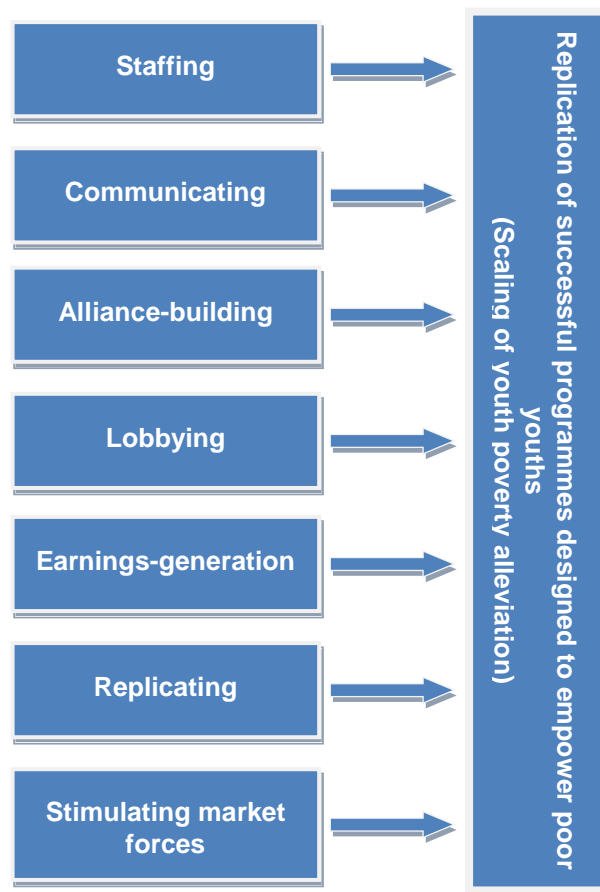 Staffing
Communicating
Alliance-building
Lobbying
Earnings-generation
Replicating
Stimulating market
forces
Replication of successful programmes designed to empower poor
youths
(Scaling of youth poverty alleviation)